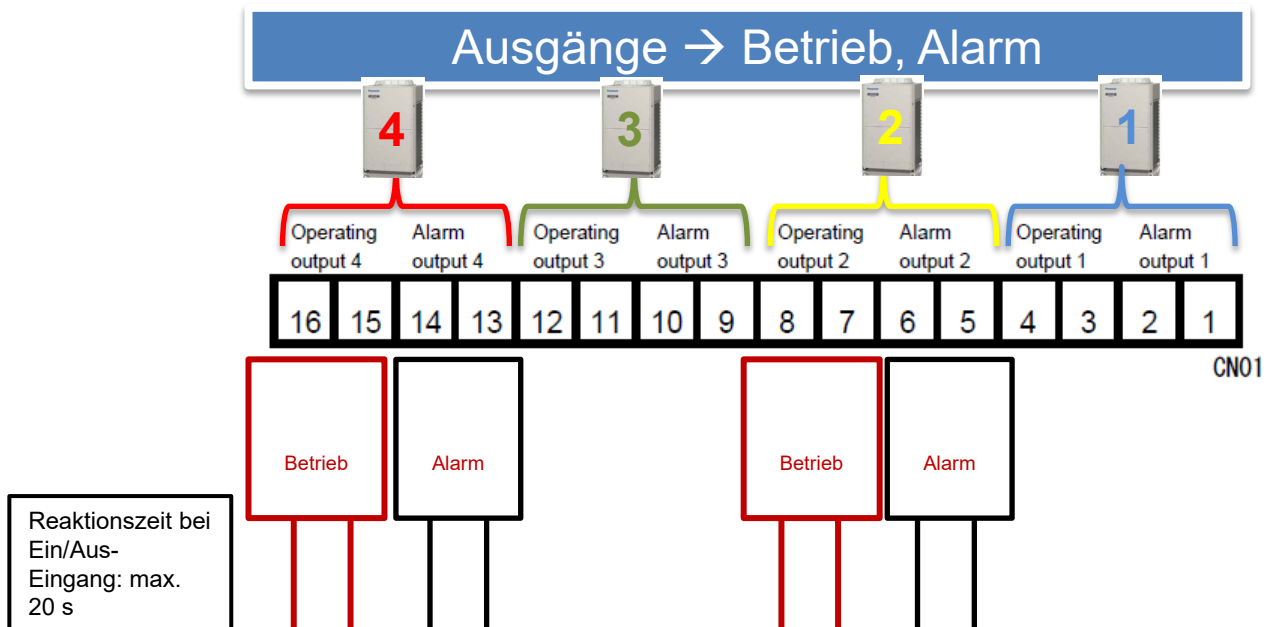 Ausgänge → Betrieb, Alarm
4 3 2 1
Operating output 4
Alarm output 4
Operating output 3
Alarm output 3
Operating output 2
Alarm output 2
Operating output 1
Alarm output 1
16 15 14 13 12 11 10 9 8 7 6 5 4 3 2 1
CN01
Betrieb
Alarm
Betrieb
Alarm
Reaktionszeit bei
Ein/Aus-
Eingang: max.
20 s